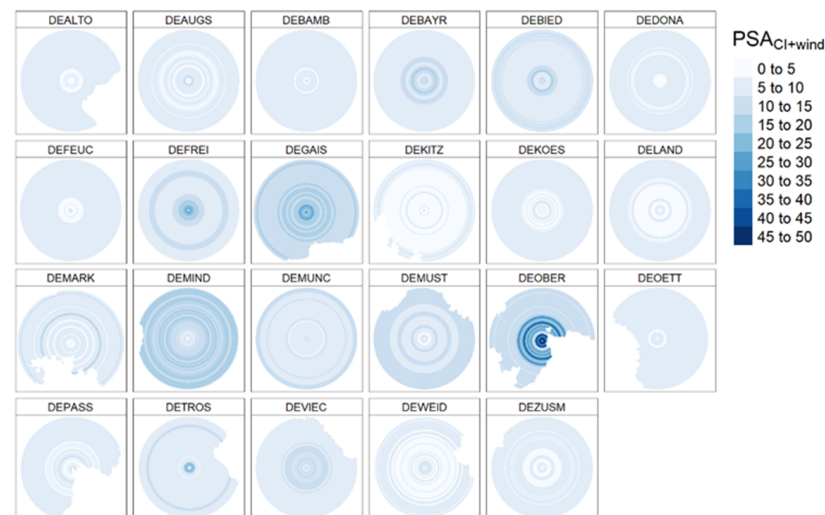 DEALTO DEAUGS DEBAMB DEBAYR DEBIED DEDONA
PSACI+wind
0 to 5
5 to 10
10 to 15
15 to 20
20 to 25
25 to 30
30 to 35
35 to 40
40 to 45
45 to 50
DEFEUC DEFREI DEGAIS DEKITZ DEKOES DELAND
DEMARK DEMIND DEMUNC DEMUST DEOBER DEOETT
DEPASS DETROS DEVIEC DEWEID DEZUSM